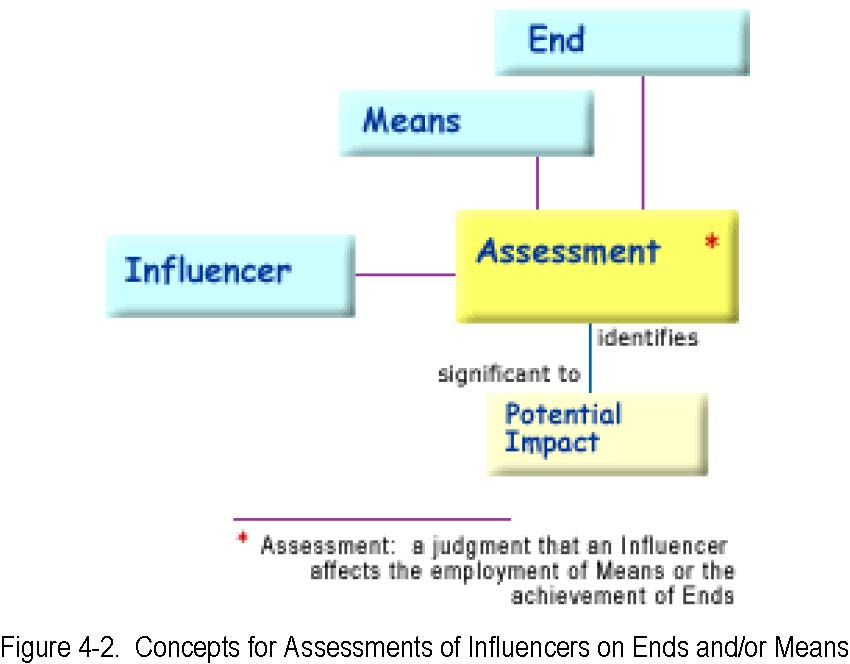 End
Means
Influencer
Assessment *
identifies
significant to
Potential
Impact
* Assessment: a judgment that an Influencer
affects the employment of Means or the
achievement of Ends
Figure 4-2. Concepts for Assessments of Influencers on Ends and/or Means